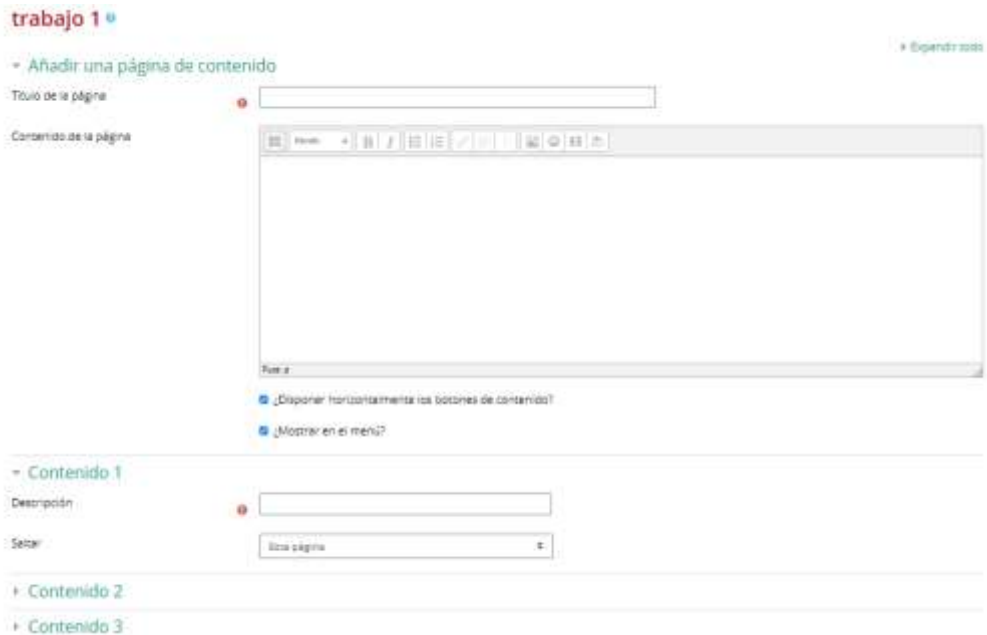 trabajo 1
Expandir todo
Añadir una página de contenido
Título de la página
Contenido de la página
Párrafo
¿Disponer horizontalmente los botones de contenido?
¿Mostrar en el menú?
Contenido 1
Descripción
Saltar
Esta página
Contenido 2
Contenido 3